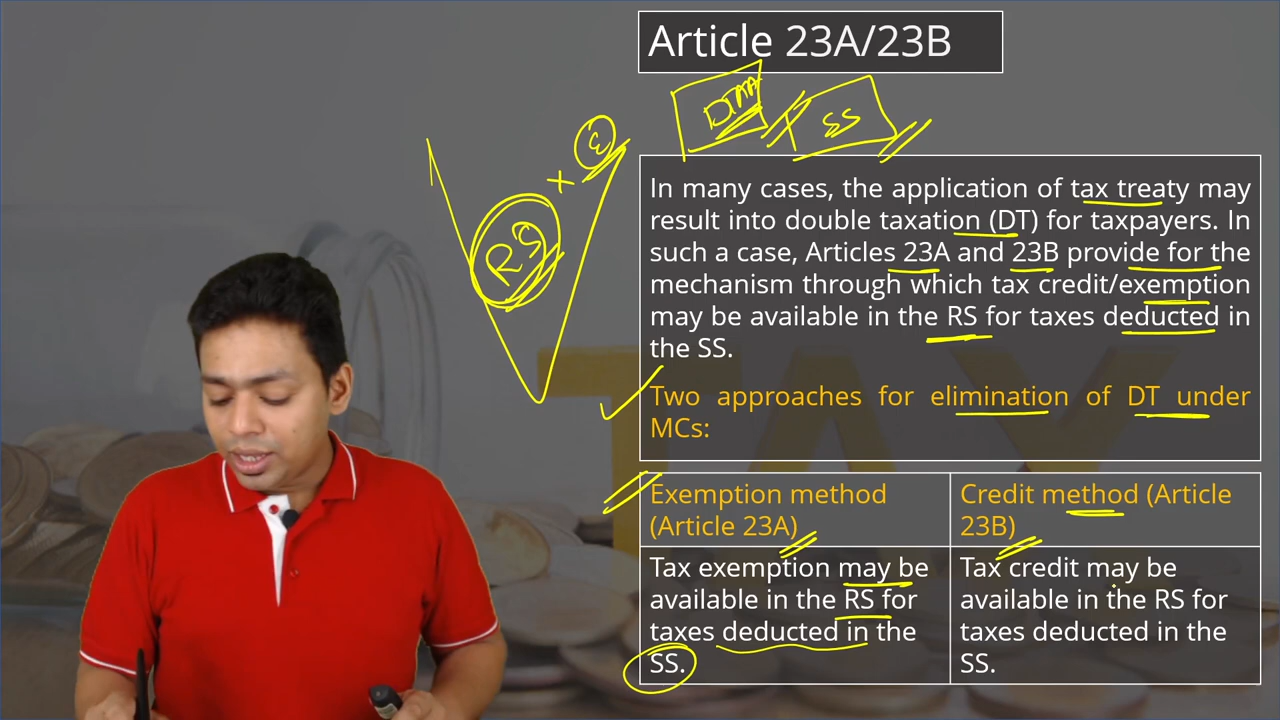 Article 23A/23B
DTAA
SS
RS
In many cases, the application of tax treaty may
result into double taxation (DT) for taxpayers. In
such a case, Articles 23A and 23B provide for the
mechanism through which tax credit/exemption
may be available in the RS for taxes deducted in
the SS.
Two approaches for elimination of DT under
MCs:
Exemption method
(Article 23A)
Tax exemption may be
available in the RS for
taxes deducted in the
SS.
Credit method (Article
23B)
Tax credit may be
available in the RS for
taxes deducted in the
SS.
TAX